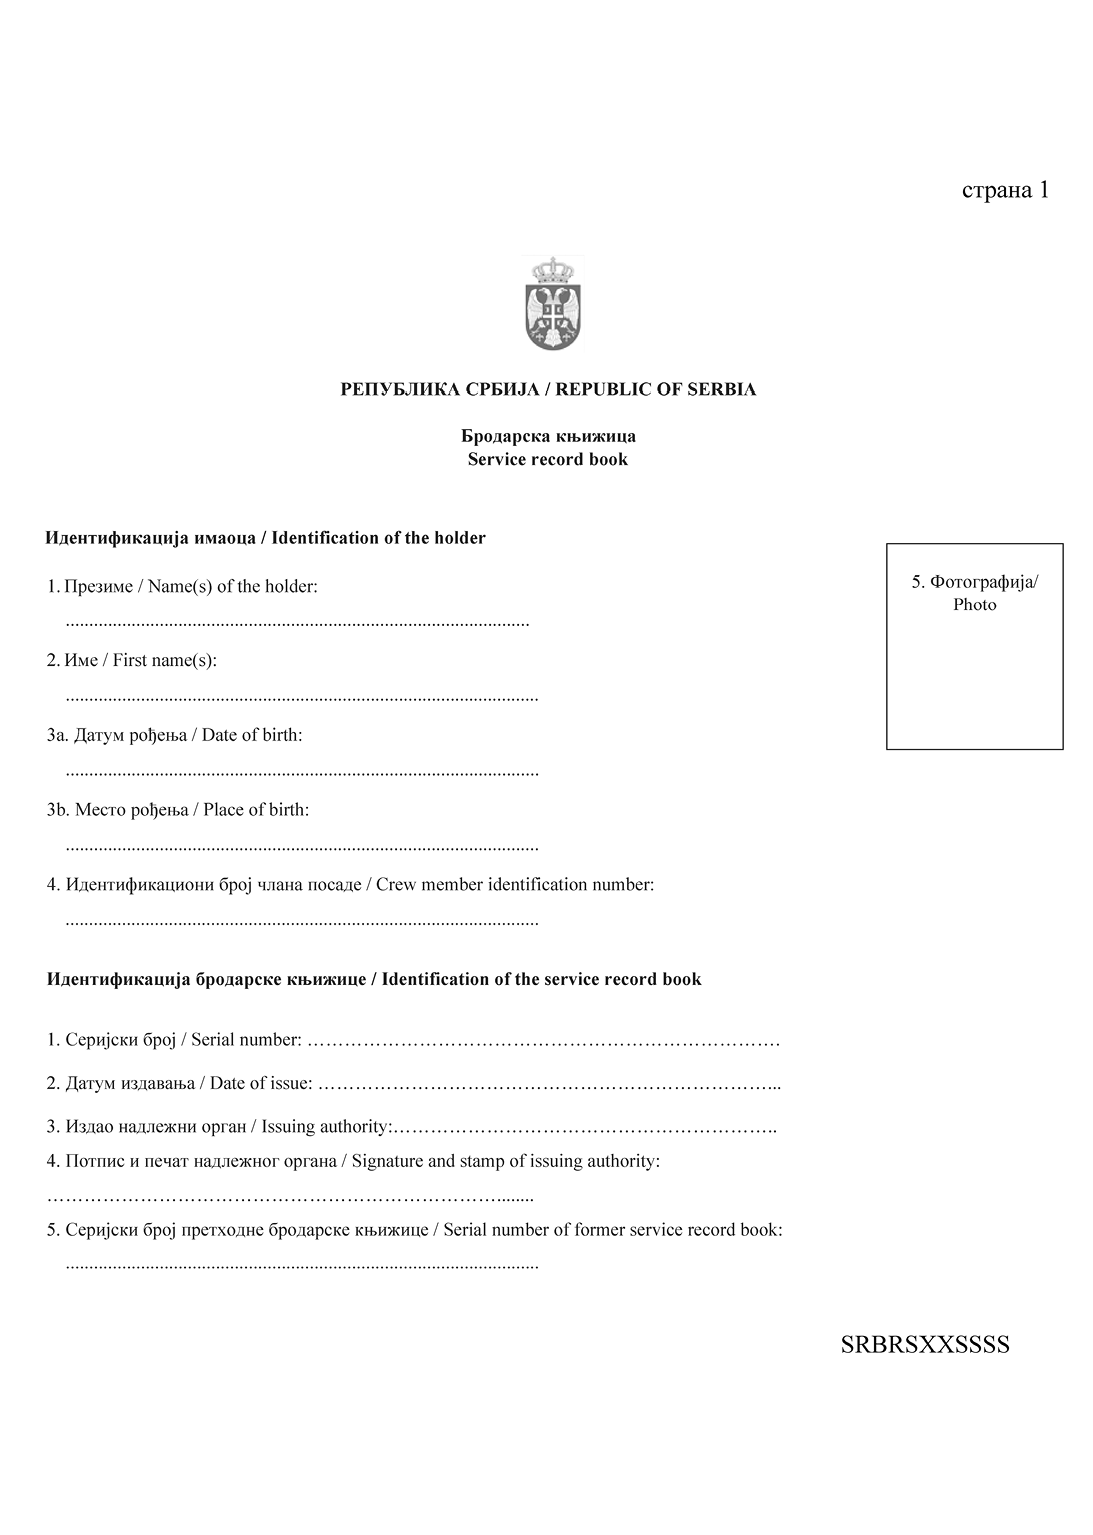 страна 1
РЕПУБЛИКА СРБИЈА / REPUBLIC OF SERBIA
Бродарска књижица
Service record book
Идентификација имаоца / Identification of the holder
5. Фотографија/
Photo
1. Презиме / Name(s) of the holder:
....................................................................................................
2. Име / First name(s):
......................................................................................................
3a. Датум рођења / Date of birth:
......................................................................................................
3b. Место рођења / Place of birth:
......................................................................................................
4. Идентификациони број члана посаде / Crew member identification number:
......................................................................................................
Идентификација бродарске књижице / Identification of the service record book
1. Серијски број / Serial number: ………………………………………………………………….
2. Датум издавања / Date of issue: ………………………………………………………………...
3. Издао надлежни орган / Issuing authority:……………………………………………………..
4. Потпис и печат надлежног органа / Signature and stamp of issuing authority:
………………………………………………………………........
5. Серијски број претходне бродарске књижице / Serial number of former service record book:
......................................................................................................
SRBRSXXSSSS